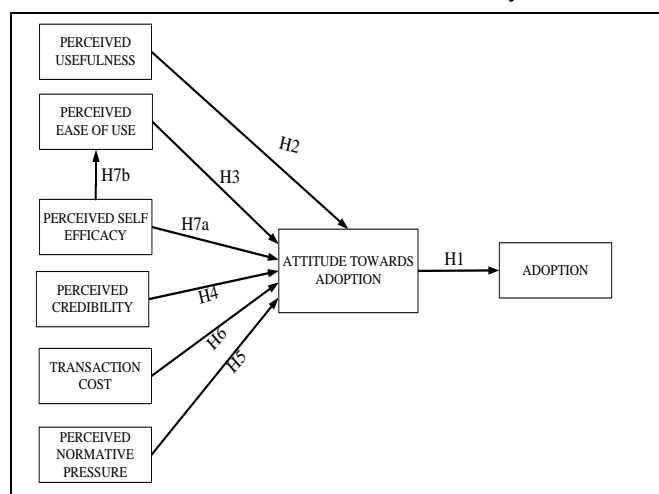 PERCEIVED
USEFULNESS
H2
PERCEIVED
EASE OF USE
H3
H7b
PERCEIVED SELF
EFFICACY
H7a
ATTITUDE TOWARDS
ADOPTION
H1
ADOPTION
PERCEIVED
CREDIBILITY
H4
H6
TRANSACTION
COST
H5
PERCEIVED
NORMATIVE
PRESSURE